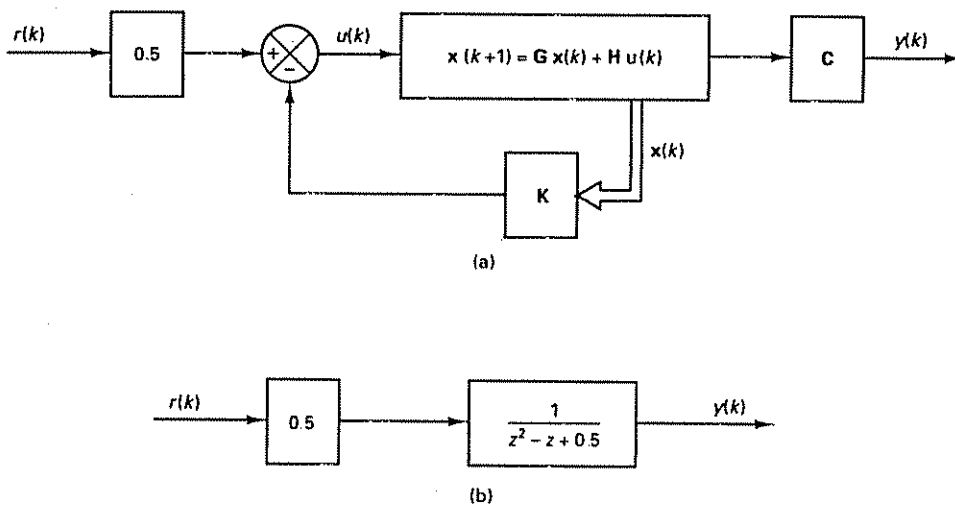 r(k)
0.5
+
−
u(k)
x (k+1) = G x(k) + H u(k)
C
y(k)
x(k)
K
(a)
r(k)
0.5
1
z² − z + 0.5
y(k)
(b)